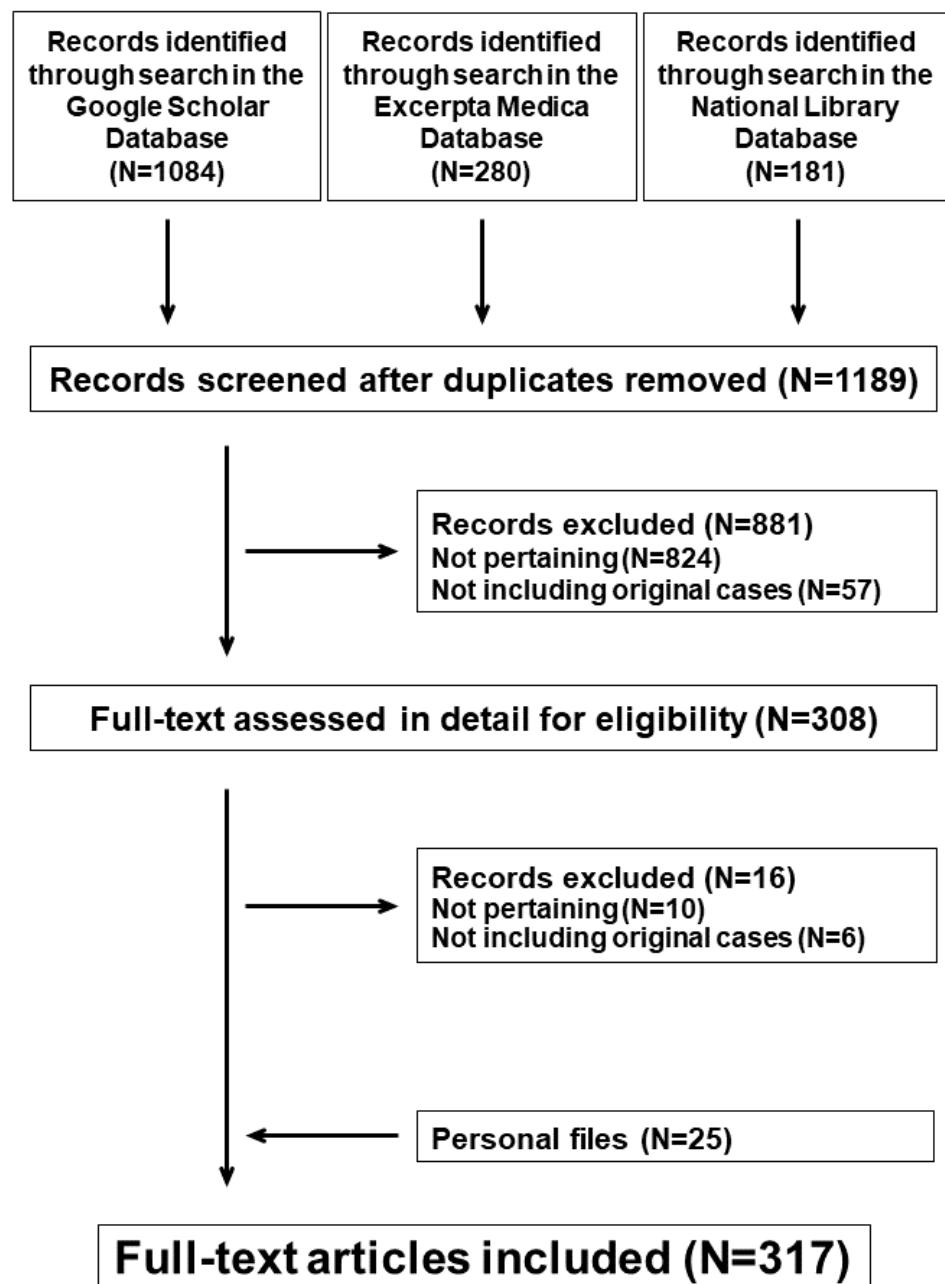 Records identified
through search in the
Google Scholar
Database
(N=1084)
Records identified
through search in the
Excerpta Medica
Database
(N=280)
Records identified
through search in the
National Library
Database
(N=181)
Records screened after duplicates removed (N=1189)
Records excluded (N=881)
Not pertaining (N=824)
Not including original cases (N=57)
Full-text assessed in detail for eligibility (N=308)
Records excluded (N=16)
Not pertaining (N=10)
Not including original cases (N=6)
Personal files (N=25)
Full-text articles included (N=317)